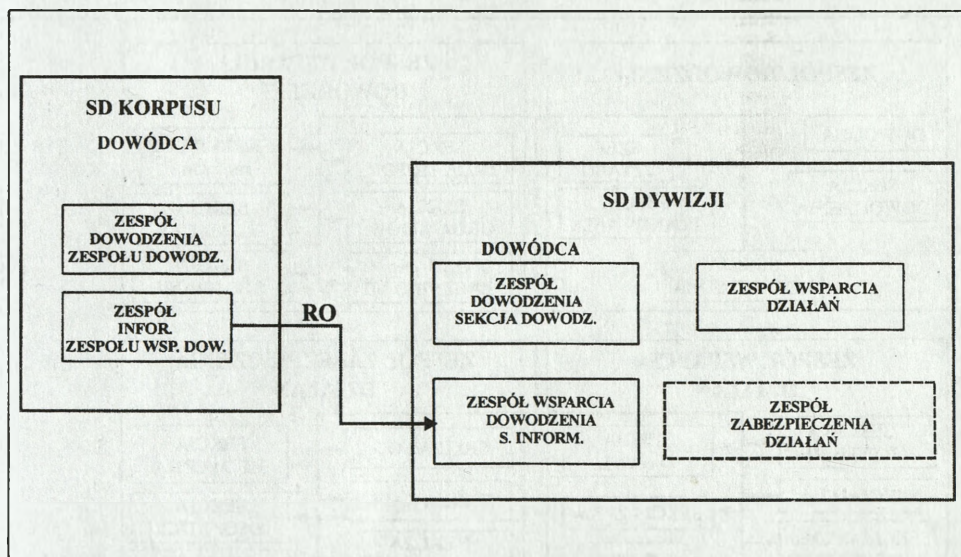 SD KORPUSU
DOWÓDCA
ZESPÓŁ
DOWODZENIA
ZESPOŁU DOWODZ.
ZESPÓŁ
INFOR.
ZESPOŁU WSP. DOW.
RO
SD DYWIZJI
DOWÓDCA
ZESPÓŁ
DOWODZENIA
SEKCJA DOWODZ.
ZESPÓŁ WSPARCIA
DZIAŁAŃ
ZESPÓŁ WSPARCIA
DOWODZENIA
S. INFORM.
ZESPÓŁ
ZABEZPIECZENIA
DZIAŁAŃ